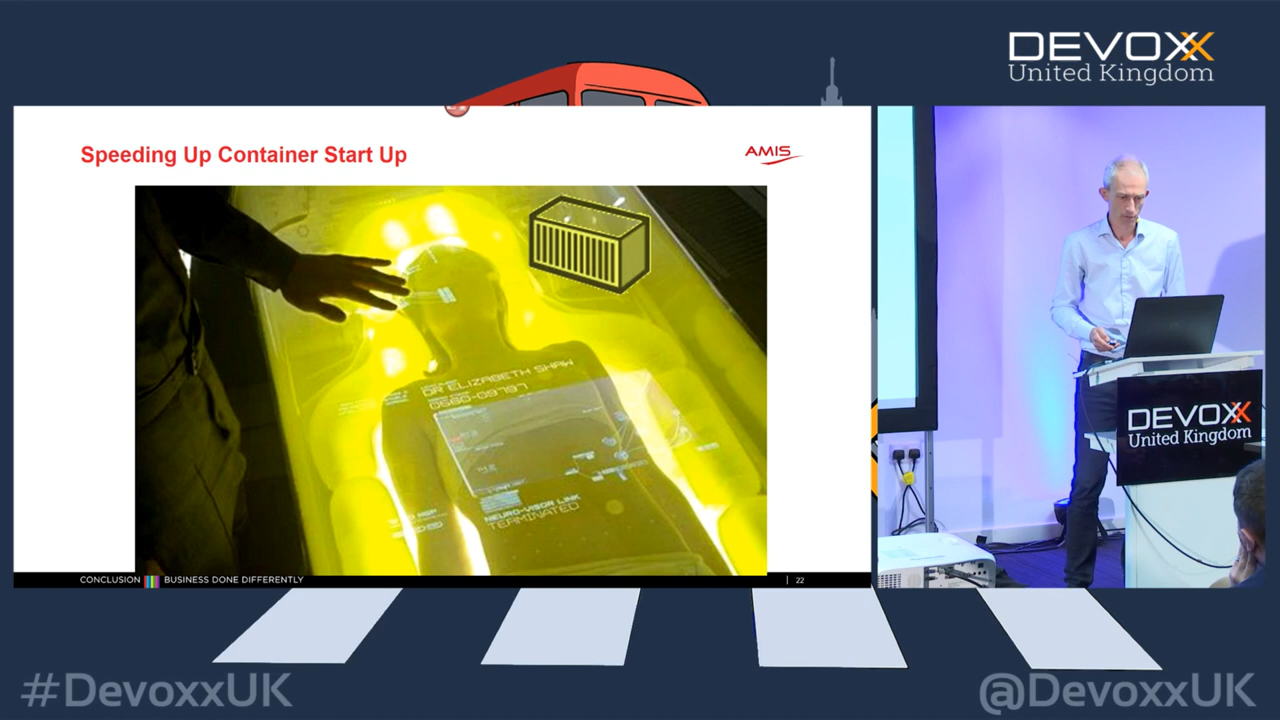 DEVOXX
United Kingdom
Speeding Up Container Start Up
AMIS
DR ELIZABETH SHAW
0580-09797
NEURO-VISOR LINK
TERMINATED
CONCLUSION BUSINESS DONE DIFFERENTLY
22
DEVOXX
United Kingdom
#DevoxxUK
@DevoxxUK